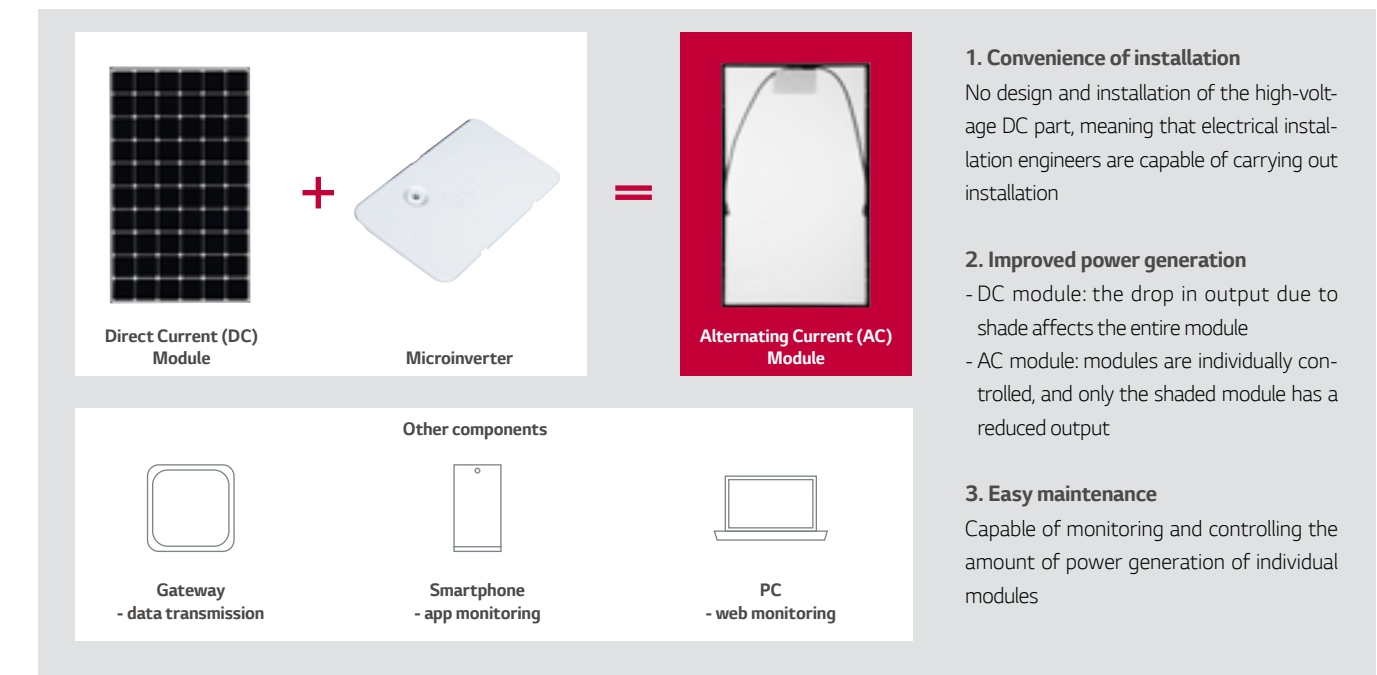 Direct Current (DC)
Module
Microinverter
Alternating Current (AC)
Module
Other components
Gateway
- data transmission
Smartphone
- app monitoring
PC
- web monitoring
1. Convenience of installation
No design and installation of the high-volt-
age DC part, meaning that electrical instal-
lation engineers are capable of carrying out
installation
2. Improved power generation
- DC module: the drop in output due to
shade affects the entire module
- AC module: modules are individually con-
trolled, and only the shaded module has a
reduced output
3. Easy maintenance
Capable of monitoring and controlling the
amount of power generation of individual
modules